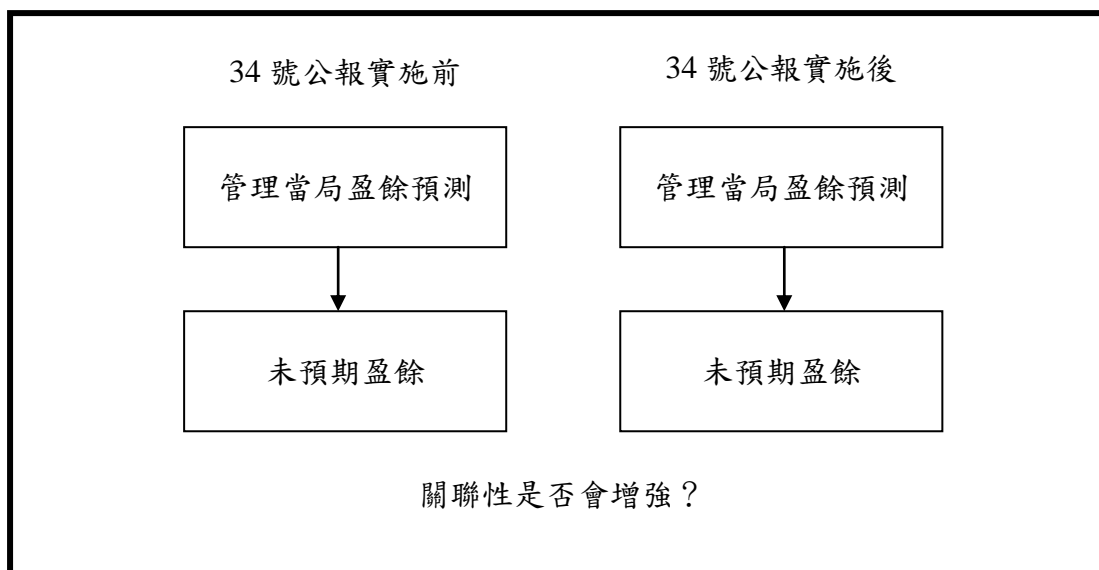 34 號公報實施前
34 號公報實施後
管理當局盈餘預測
管理當局盈餘預測
未預期盈餘
未預期盈餘
關聯性是否會增強？